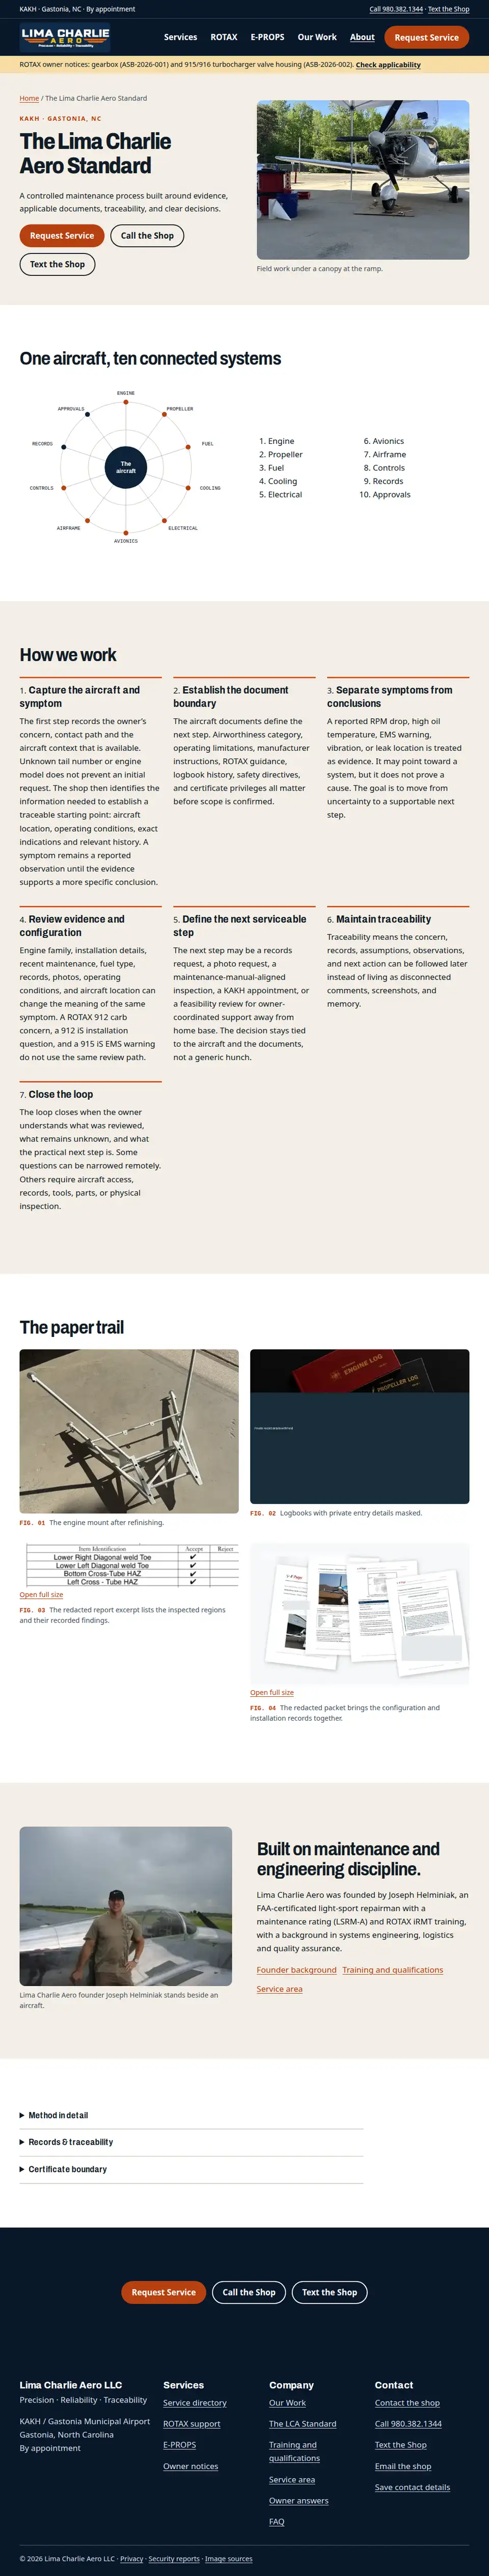 KAKH · Gastonia, NC · By appointment
Call 980.382.1344 · Text the Shop
LIMA CHARLIE
AERO
Precision · Reliability · Traceability
Services
ROTAX
E-PROPS
Our Work
About
Request Service
ROTAX owner notices: gearbox (ASB-2026-001) and 915/916 turbocharger valve housing (ASB-2026-002). Check applicability
Home / The Lima Charlie Aero Standard
KAKH · GASTONIA, NC
The Lima Charlie
Aero Standard
A controlled maintenance process built around evidence,
applicable documents, traceability, and clear decisions.
Request Service
Call the Shop
Text the Shop
Field work under a canopy at the ramp.
One aircraft, ten connected systems
ENGINE
APPROVALS
PROPELLER
RECORDS
FUEL
The
aircraft
CONTROLS
COOLING
AIRFRAME
ELECTRICAL
AVIONICS
1. Engine
2. Propeller
3. Fuel
4. Cooling
5. Electrical
6. Avionics
7. Airframe
8. Controls
9. Records
10. Approvals
How we work
1. Capture the aircraft and
symptom
The first step records the owner's
concern, contact path and the
aircraft context that is available.
Unknown tail number or engine
model does not prevent an initial
request. The shop then identifies the
information needed to establish a
traceable starting point: aircraft
location, operating conditions, exact
indications and relevant history. A
symptom remains a reported
observation until the evidence
supports a more specific conclusion.
2. Establish the document
boundary
The aircraft documents define the
next step. Airworthiness category,
operating limitations, manufacturer
instructions, ROTAX guidance,
logbook history, safety directives,
and certificate privileges all matter
before scope is confirmed.
3. Separate symptoms from
conclusions
A reported RPM drop, high oil
temperature, EMS warning,
vibration, or leak location is treated
as evidence. It may point toward a
system, but it does not prove a
cause. The goal is to move from
uncertainty to a supportable next
step.
4. Review evidence and
configuration
Engine family, installation details,
recent maintenance, fuel type,
records, photos, operating
conditions, and aircraft location can
change the meaning of the same
symptom. A ROTAX 912 carb
concern, a 912 iS installation
question, and a 915 iS EMS warning
do not use the same review path.
5. Define the next serviceable
step
The next step may be a records
request, a photo request, a
maintenance-manual-aligned
inspection, a KAKH appointment, or
a feasibility review for owner-
coordinated support away from
home base. The decision stays tied
to the aircraft and the documents,
not a generic hunch.
6. Maintain traceability
Traceability means the concern,
records, assumptions, observations,
and next action can be followed later
instead of living as disconnected
comments, screenshots, and
memory.
7. Close the loop
The loop closes when the owner
understands what was reviewed,
what remains unknown, and what
the practical next step is. Some
questions can be narrowed remotely.
Others require aircraft access,
records, tools, parts, or physical
inspection.
The paper trail
ENGINE LOG
PROPELLER LOG
FIG. 01 The engine mount after refinishing.
FIG. 02 Logbooks with private entry details masked.
Item Identification Accept Reject
Lower Right Diagonal weld Toe ✔
Lower Left Diagonal weld Toe ✔
Bottom Cross-Tube HAZ ✔
Left Cross - Tube HAZ ✔
Open full size
FIG. 03 The redacted report excerpt lists the inspected regions
and their recorded findings.
Open full size
FIG. 04 The redacted packet brings the configuration and
installation records together.
Lima Charlie Aero founder Joseph Helminiak stands beside an
aircraft.
Built on maintenance and
engineering discipline.
Lima Charlie Aero was founded by Joseph Helminiak, an
FAA-certificated light-sport repairman with a
maintenance rating (LSRM-A) and ROTAX iRMT training,
with a background in systems engineering, logistics
and quality assurance.
Founder background Training and qualifications
Service area
Method in detail
Records & traceability
Certificate boundary
Request Service
Call the Shop
Text the Shop
Lima Charlie Aero LLC
Precision · Reliability · Traceability
KAKH / Gastonia Municipal Airport
Gastonia, North Carolina
By appointment
Services
Service directory
ROTAX support
E-PROPS
Owner notices
Company
Our Work
The LCA Standard
Training and
qualifications
Service area
Owner answers
FAQ
Contact
Contact the shop
Call 980.382.1344
Text the Shop
Email the shop
Save contact details
© 2026 Lima Charlie Aero LLC · Privacy · Security reports · Image sources